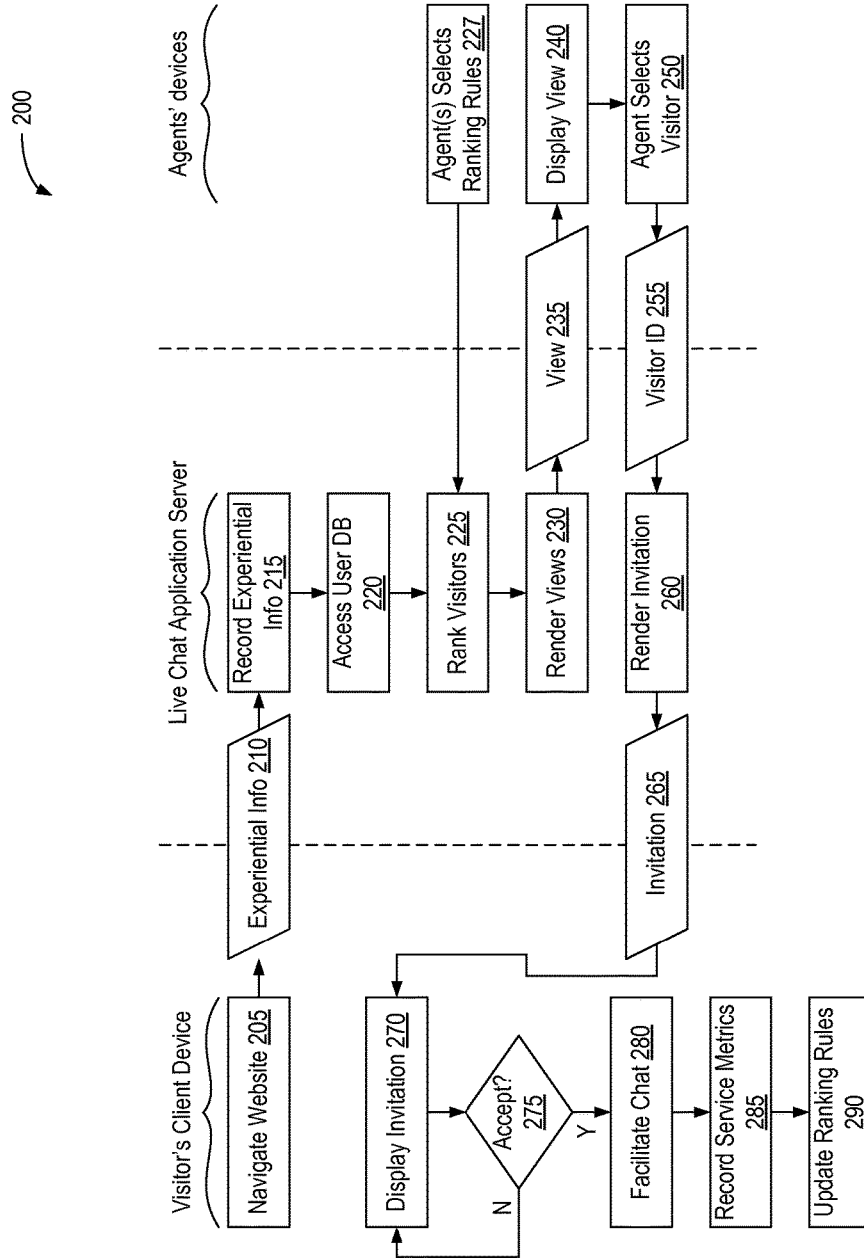 200
Visitor's Client Device
Live Chat Application Server
Agents' devices
Navigate Website 205
Experiential Info 210
Record Experiential
Info 215
Access User DB
220
Rank Visitors 225
Agent(s) Selects
Ranking Rules 227
Render Views 230
View 235
Display View 240
Agent Selects
Visitor 250
Visitor ID 255
Render Invitation
260
Invitation 265
Display Invitation 270
Accept?
275
N
Y
Facilitate Chat 280
Record Service Metrics
285
Update Ranking Rules
290